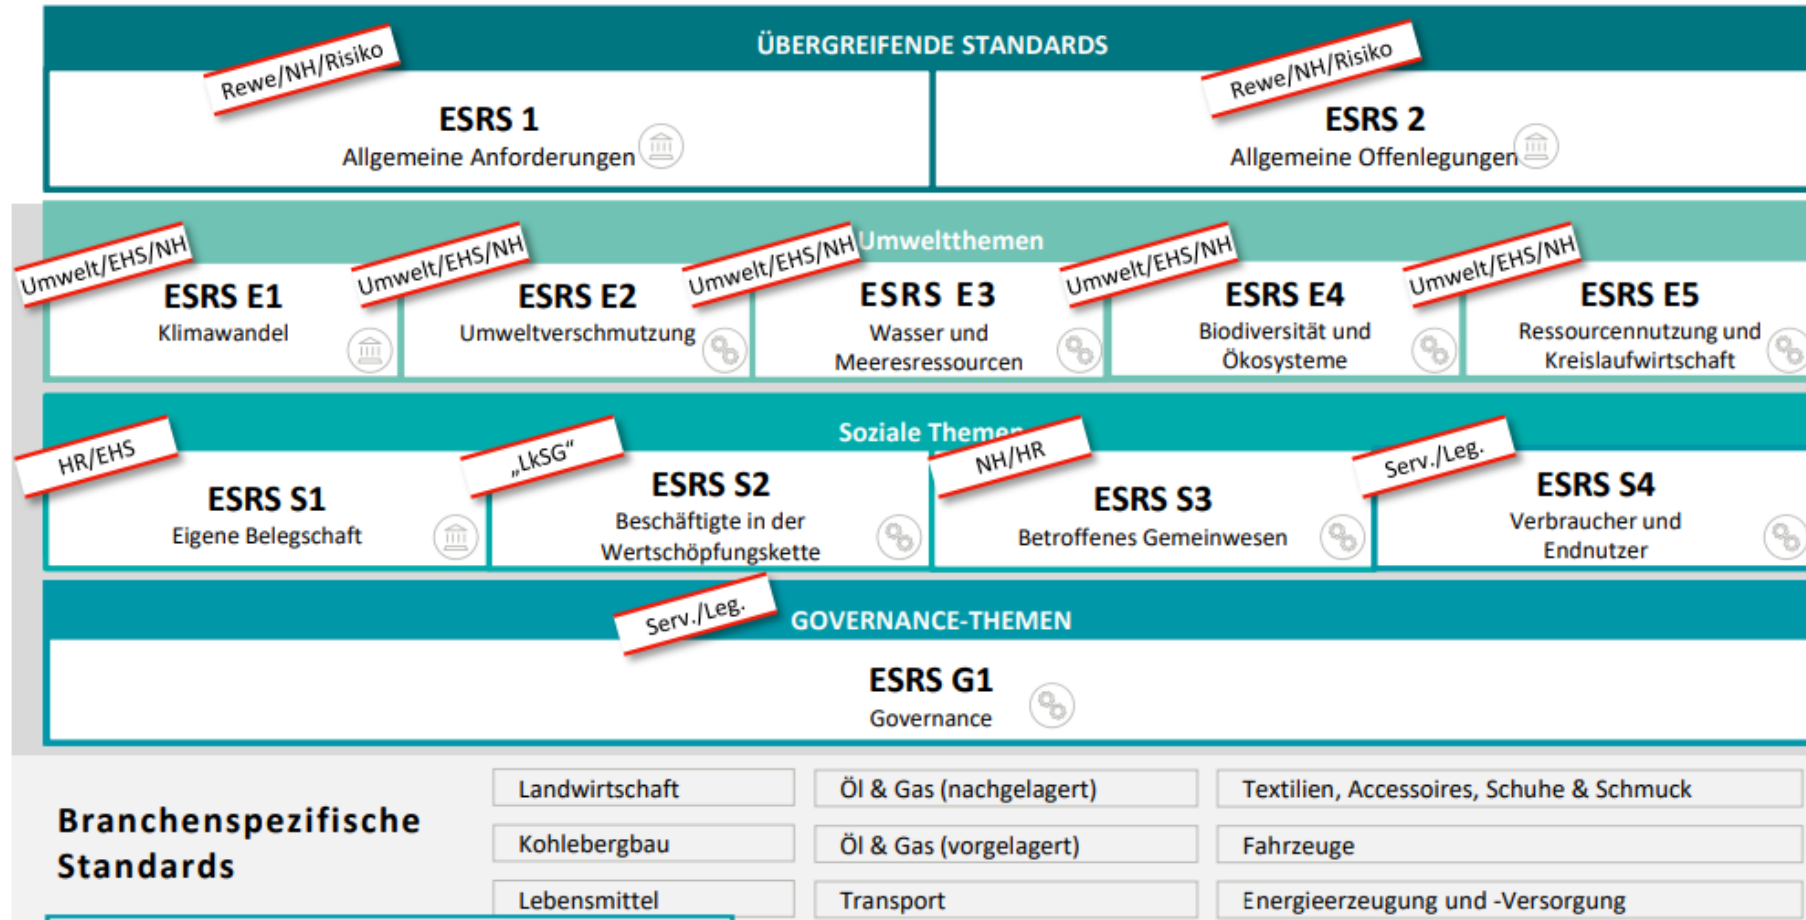 ÜBERGREIFENDE STANDARDS
Rewe/NH/Risiko
ESRS 1
Allgemeine Anforderungen
Rewe/NH/Risiko
ESRS 2
Allgemeine Offenlegungen
Umweltthemen
Umwelt/EHS/NH
ESRS E1
Klimawandel
Umwelt/EHS/NH
ESRS E2
Umweltverschmutzung
Umwelt/EHS/NH
ESRS E3
Wasser und
Meeresressourcen
Umwelt/EHS/NH
ESRS E4
Biodiversität und
Ökosysteme
Umwelt/EHS/NH
ESRS E5
Ressourcennutzung und
Kreislaufwirtschaft
Soziale Themen
HR/EHS
ESRS S1
Eigene Belegschaft
„LkSG“
ESRS S2
Beschäftigte in der
Wertschöpfungskette
NH/HR
ESRS S3
Betroffenes Gemeinwesen
Serv./Leg.
ESRS S4
Verbraucher und
Endnutzer
Serv./Leg.
GOVERNANCE-THEMEN
ESRS G1
Governance
Branchenspezifische
Standards
Landwirtschaft
Kohlebergbau
Lebensmittel
Öl & Gas (nachgelagert)
Öl & Gas (vorgelagert)
Transport
Textilien, Accessoires, Schuhe & Schmuck
Fahrzeuge
Energieerzeugung und -Versorgung